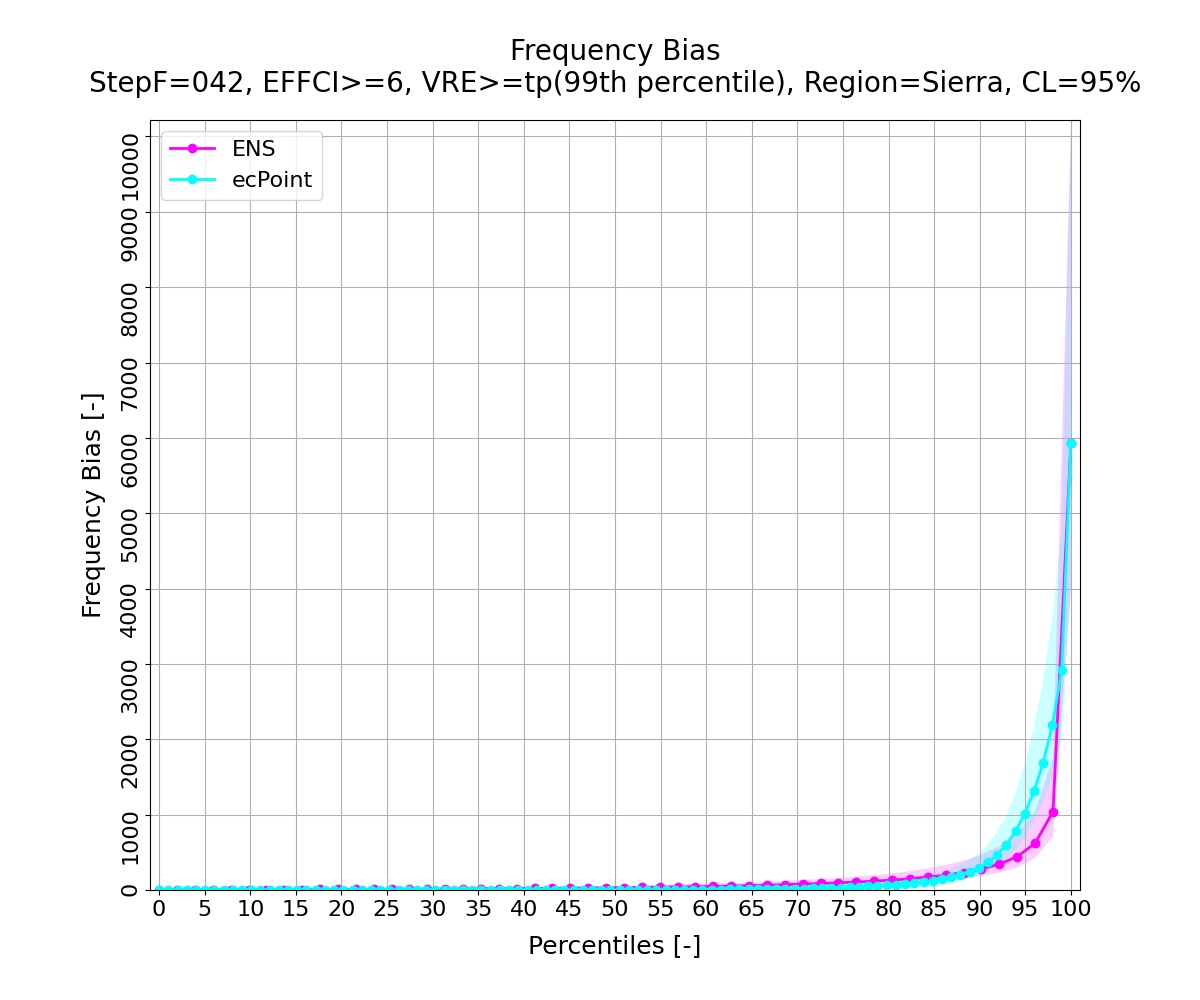 Frequency Bias
StepF=042, EFFCI>=6, VRE>=tp(99th percentile), Region=Sierra, CL=95%
ENS
ecPoint
Frequency Bias [-]
10000
9000
8000
7000
6000
5000
4000
3000
2000
1000
0
0 5 10 15 20 25 30 35 40 45 50 55 60 65 70 75 80 85 90 95 100
Percentiles [-]